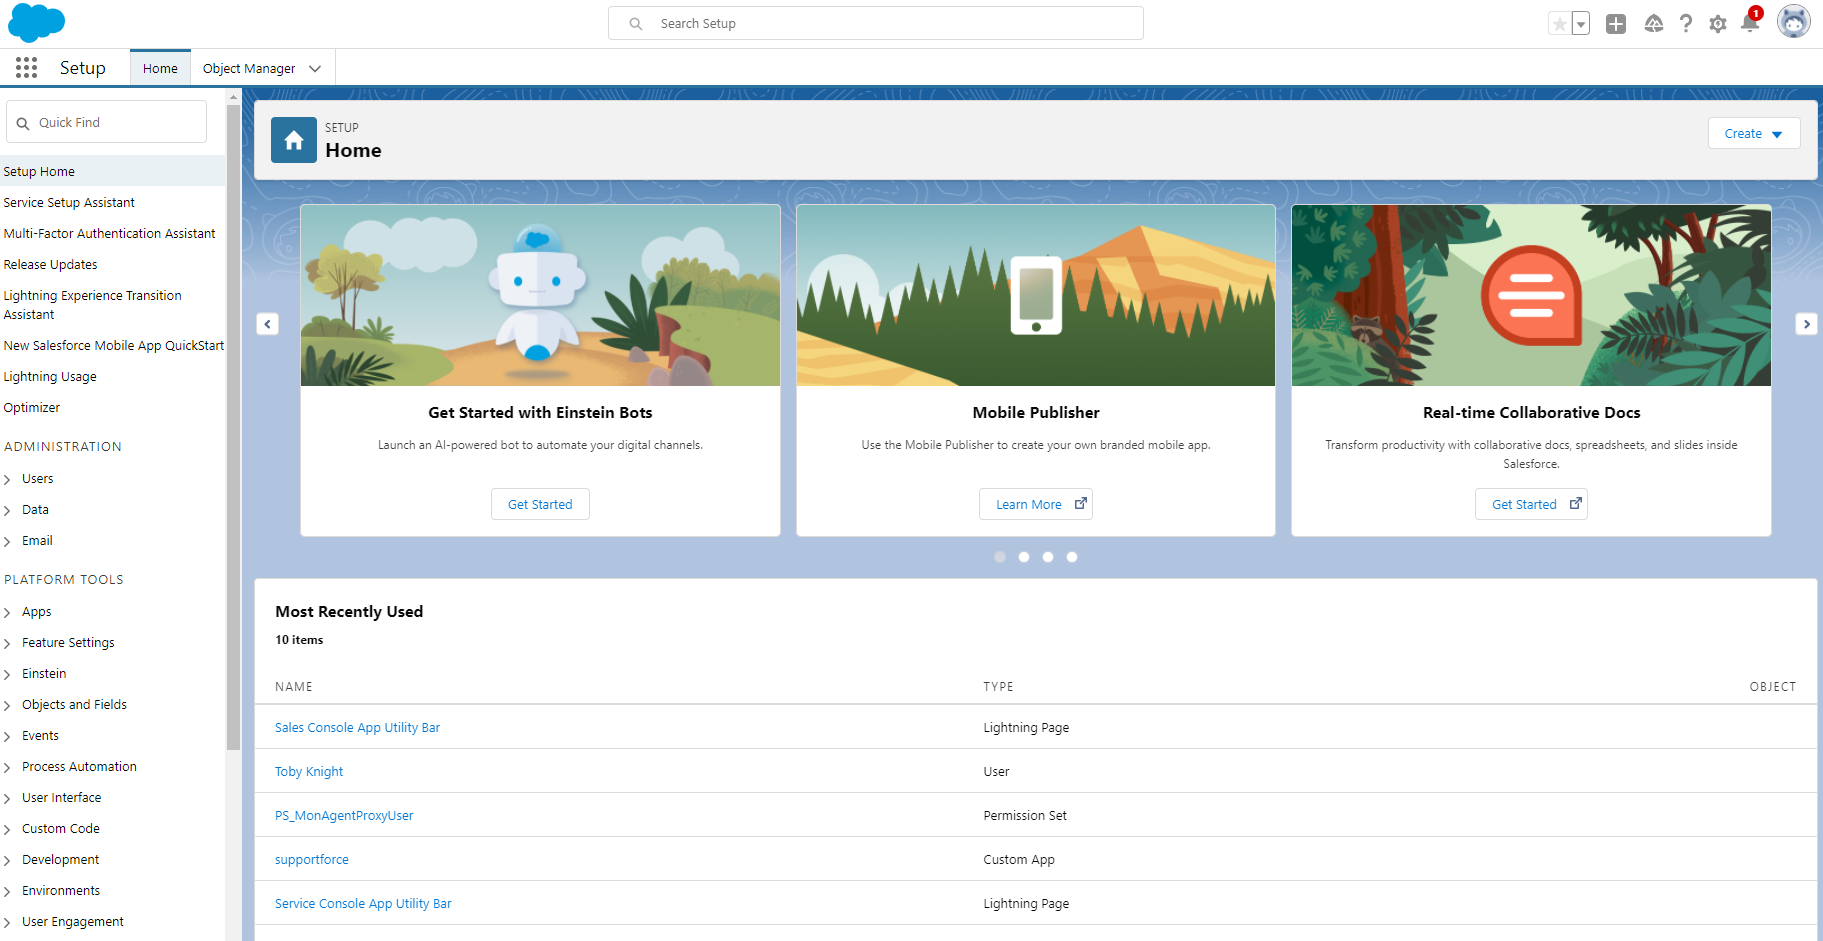 Search Setup
1
Setup
Home
Object Manager
Quick Find
Setup Home
Service Setup Assistant
Multi-Factor Authentication Assistant
Release Updates
Lightning Experience Transition
Assistant
New Salesforce Mobile App QuickStart
Lightning Usage
Optimizer
ADMINISTRATION
Users
Data
Email
PLATFORM TOOLS
Apps
Feature Settings
Einstein
Objects and Fields
Events
Process Automation
User Interface
Custom Code
Development
Environments
User Engagement
SETUP
Home
Create
Get Started with Einstein Bots
Launch an AI-powered bot to automate your digital channels.
Get Started
Mobile Publisher
Use the Mobile Publisher to create your own branded mobile app.
Learn More
Real-time Collaborative Docs
Transform productivity with collaborative docs, spreadsheets, and slides inside
Salesforce.
Get Started
Most Recently Used
10 items
NAME TYPE OBJECT
Sales Console App Utility Bar Lightning Page
Toby Knight User
PS_MonAgentProxyUser Permission Set
supportforce Custom App
Service Console App Utility Bar Lightning Page